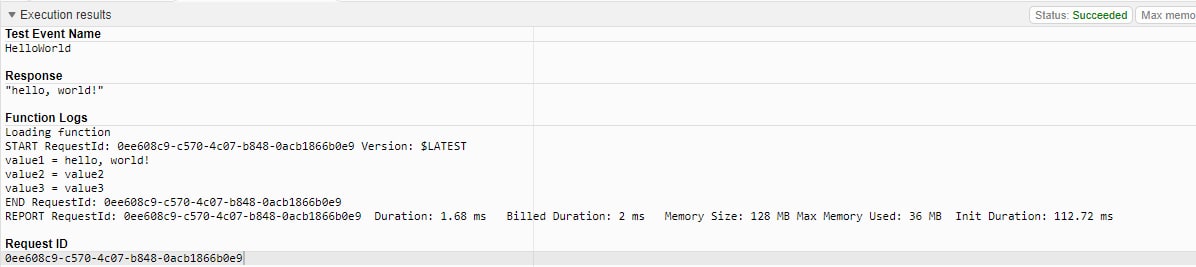 Execution results
Status: Succeeded
Max memo
Test Event Name
HelloWorld
Response
"hello, world!"
Function Logs
Loading function
START RequestId: 0ee608c9-c570-4c07-b848-0acb1866b0e9 Version: $LATEST
value1 = hello, world!
value2 = value2
value3 = value3
END RequestId: 0ee608c9-c570-4c07-b848-0acb1866b0e9
REPORT RequestId: 0ee608c9-c570-4c07-b848-0acb1866b0e9 Duration: 1.68 ms Billed Duration: 2 ms Memory Size: 128 MB Max Memory Used: 36 MB Init Duration: 112.72 ms
Request ID
0ee608c9-c570-4c07-b848-0acb1866b0e9